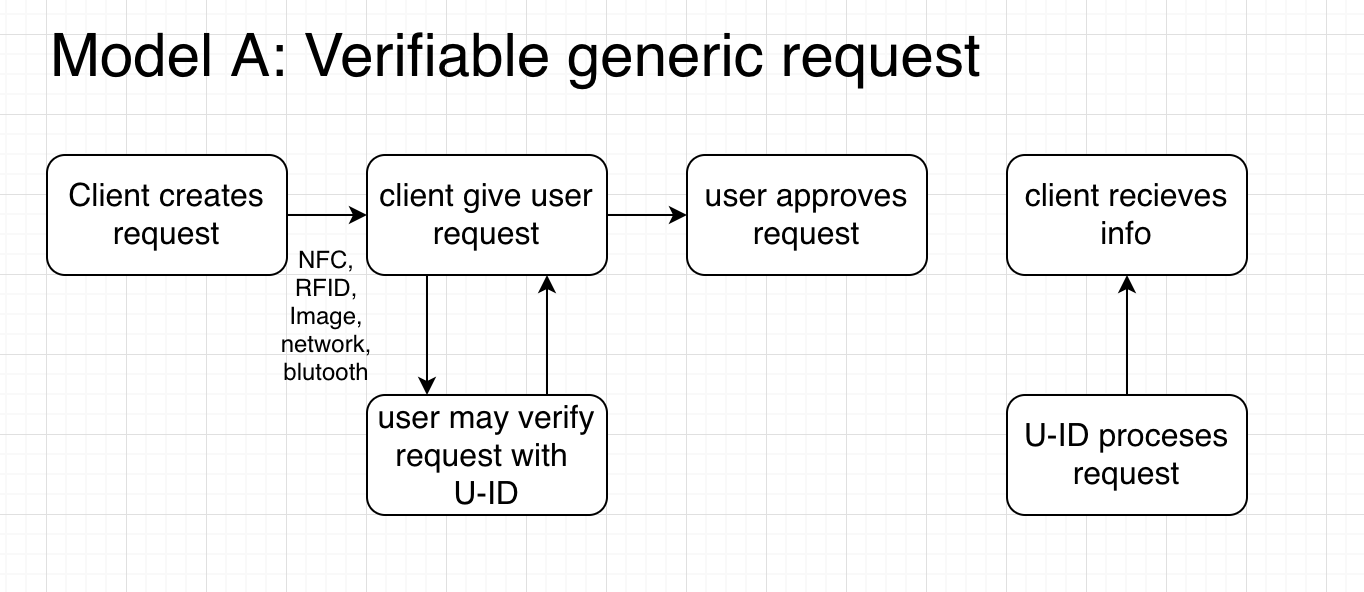 Model A: Verifiable generic request
Client creates
request
NFC,
RFID,
Image,
network,
blutooth
client give user
request
user may verify
request with
U-ID
user approves
request
client recieves
info
U-ID proceses
request